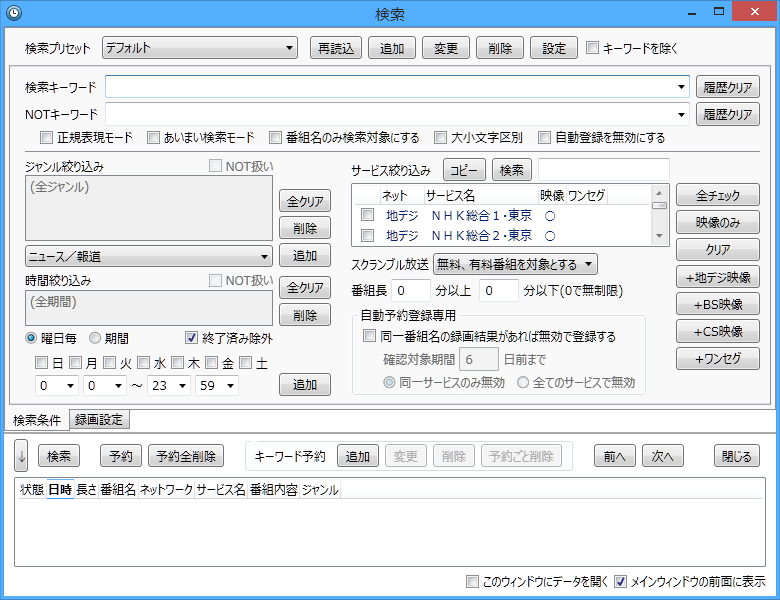 検索
検索プリセット デフォルト 再読込 追加 変更 削除 設定 キーワードを除く
検索キーワード 履歴クリア
NOTキーワード 履歴クリア
正規表現モード あいまい検索モード 番組名のみ検索対象にする 大小文字区別 自動登録を無効にする
ジャンル絞り込み NOT扱い
(全ジャンル)
全クリア
削除
ニュース／報道 追加
時間絞り込み NOT扱い
(全期間)
全クリア
削除
曜日毎 期間 終了済み除外
日 月 火 水 木 金 土
0 0 ～ 23 59 追加
サービス絞り込み コピー 検索
ネット サービス名 映像 ワンセグ
地デジ ＮＨＫ総合１・東京 ○
地デジ ＮＨＫ総合２・東京 ○
スクランブル放送 無料、有料番組を対象とする
番組長 0 分以上 0 分以下(0で無制限)
自動予約登録専用
同一番組名の録画結果があれば無効で登録する
確認対象期間 6 日前まで
同一サービスのみ無効 全てのサービスで無効
全チェック
映像のみ
クリア
+地デジ映像
+BS映像
+CS映像
+ワンセグ
検索条件 録画設定
↓ 検索 予約 予約全削除 キーワード予約 追加 変更 削除 予約ごと削除 前へ 次へ 閉じる
状態 日時 長さ 番組名 ネットワーク サービス名 番組内容 ジャンル
このウィンドウにデータを開く メインウィンドウの前面に表示